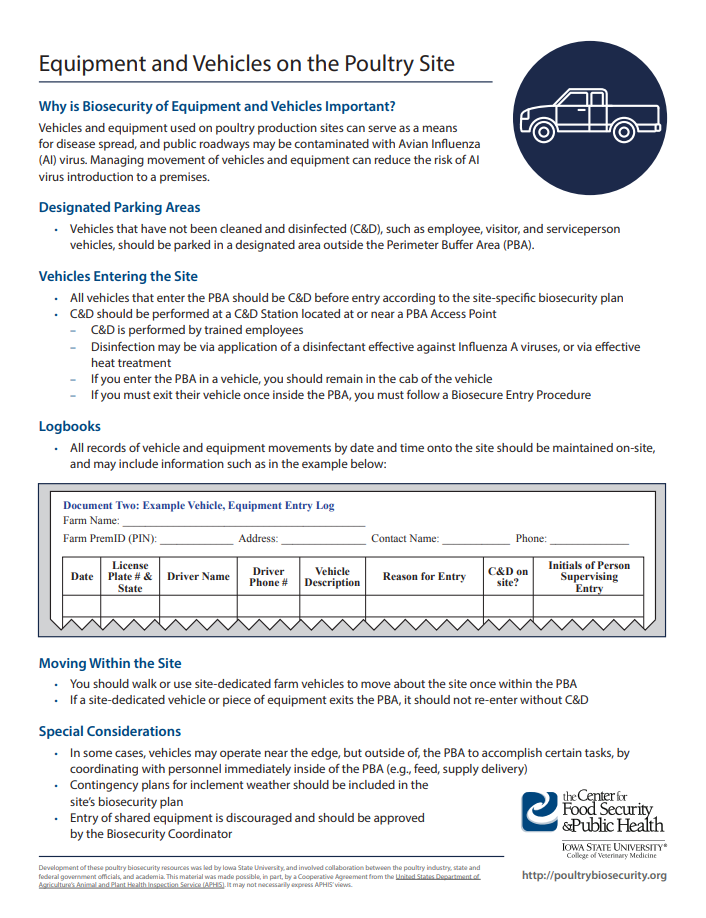 Equipment and Vehicles on the Poultry Site
Why is Biosecurity of Equipment and Vehicles Important?
Vehicles and equipment used on poultry production sites can serve as a means
for disease spread, and public roadways may be contaminated with Avian Influenza
(AI) virus. Managing movement of vehicles and equipment can reduce the risk of AI
virus introduction to a premises.
Designated Parking Areas
• Vehicles that have not been cleaned and disinfected (C&D), such as employee, visitor, and serviceperson
vehicles, should be parked in a designated area outside the Perimeter Buffer Area (PBA).
Vehicles Entering the Site
• All vehicles that enter the PBA should be C&D before entry according to the site-specific biosecurity plan
• C&D should be performed at a C&D Station located at or near a PBA Access Point
– C&D is performed by trained employees
– Disinfection may be via application of a disinfectant effective against Influenza A viruses, or via effective
heat treatment
– If you enter the PBA in a vehicle, you should remain in the cab of the vehicle
– If you must exit their vehicle once inside the PBA, you must follow a Biosecure Entry Procedure
Logbooks
• All records of vehicle and equipment movements by date and time onto the site should be maintained on-site,
and may include information such as in the example below:
Document Two: Example Vehicle, Equipment Entry Log
Farm Name: ____________________
Farm PremID (PIN): ____________ Address: ______________ Contact Name: ___________ Phone: _____________
Date
License
Plate # &
State
Driver Name
Driver
Phone #
Vehicle
Description
Reason for Entry
C&D on
site?
Initials of Person
Supervising
Entry
Moving Within the Site
• You should walk or use site-dedicated farm vehicles to move about the site once within the PBA
• If a site-dedicated vehicle or piece of equipment exits the PBA, it should not re-enter without C&D
Special Considerations
• In some cases, vehicles may operate near the edge, but outside of, the PBA to accomplish certain tasks, by
coordinating with personnel immediately inside of the PBA (e.g., feed, supply delivery)
• Contingency plans for inclement weather should be included in the
site's biosecurity plan
• Entry of shared equipment is discouraged and should be approved
by the Biosecurity Coordinator
the Center for
Food Security
&Public Health
IOWA STATE UNIVERSITY®
College of Veterinary Medicine
Development of these poultry biosecurity resources was led by Iowa State University, and involved collaboration between the poultry industry, state and
federal government officials, and academia. This material was made possible, in part, by a Cooperative Agreement from the United States Department of
Agriculture's Animal and Plant Health Inspection Service (APHIS). It may not necessarily express APHIS' views.
http://poultrybiosecurity.org